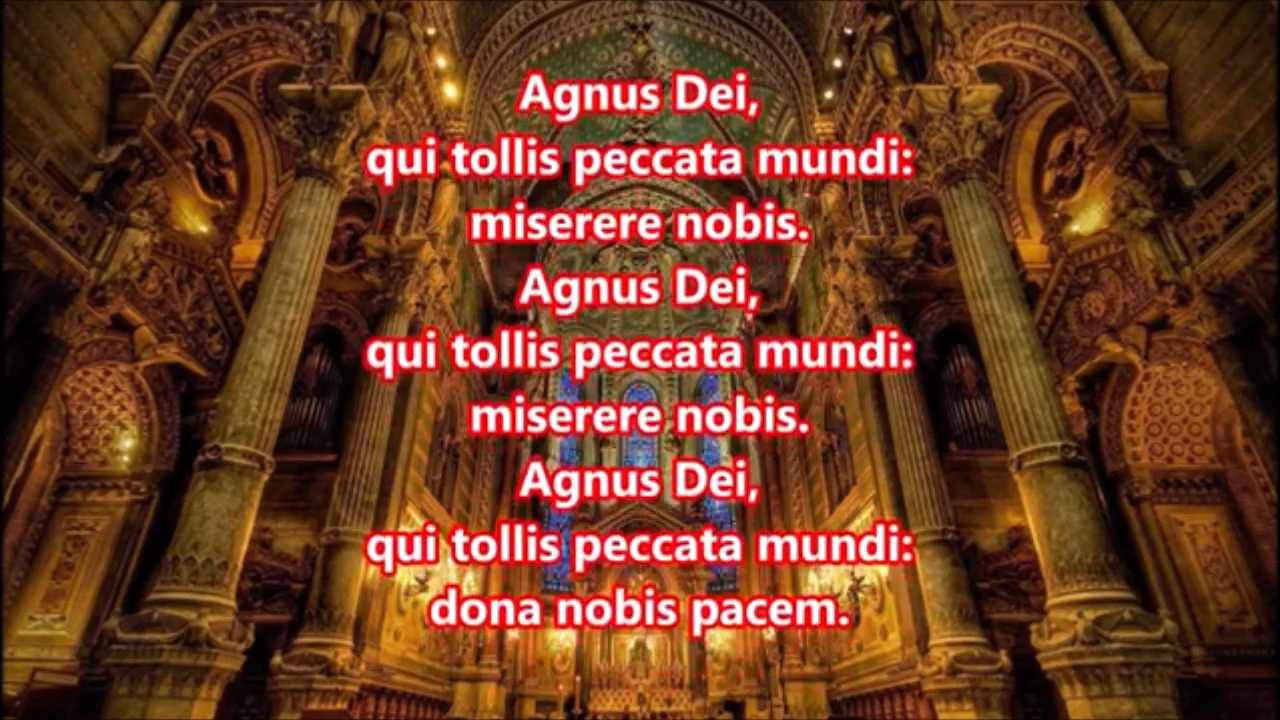 Agnus Dei,
qui tollis peccata mundi:
miserere nobis.
Agnus Dei,
qui tollis peccata mundi:
miserere nobis.
Agnus Dei,
qui tollis peccata mundi:
dona nobis pacem.